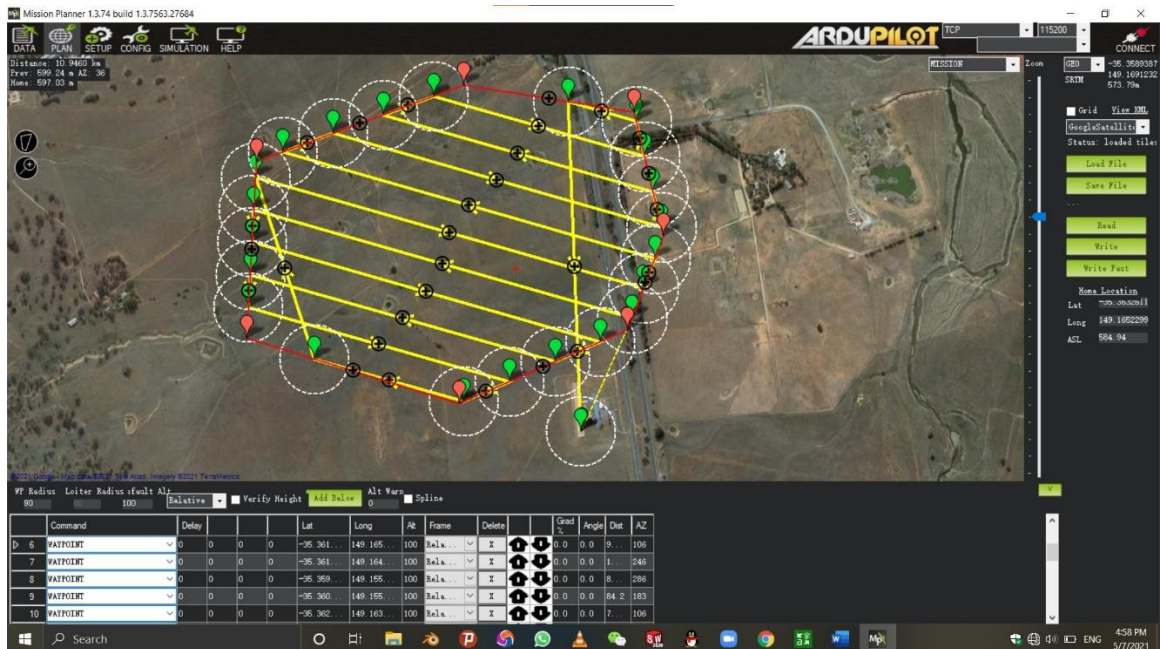 Mission Planner 1.3.74 build 1.3.7563.27684
DATA PLAN SETUP CONFIG SIMULATION HELP
ARDUPILOT
TCP 115200
CONNECT
Distance: 10.9460 km
Prev: 599.24 m AZ: 36
Home: 597.03 m
MISSION
Zoom
GEO -35.3589387
149.1691232
SRTM 573.79m
Grid View KML
GoogleSatellite
Status: loaded tile
Load File
Save File
...
Read
Write
Write Fast
Home Location
Lat
Long 149.1652299
ASL 584.94
WP Radius Loiter Radius Alt Alt Warn
90 60 100 Relative Verify Height Add Below 0 Spline
Command Delay Lat Long Alt Frame Delete Grad % Angle Dist AZ
6 WAYPOINT 0 0 0 0 -35.361... 149.165... 100 Rela... X 0.0 0.0 9... 106
7 WAYPOINT 0 0 0 0 -35.361... 149.164... 100 Rela... X 0.0 0.0 1... 246
8 WAYPOINT 0 0 0 0 -35.359... 149.155... 100 Rela... X 0.0 0.0 8... 286
9 WAYPOINT 0 0 0 0 -35.360... 149.155... 100 Rela... X 0.0 0.0 84.2 183
10 WAYPOINT 0 0 0 0 -35.362... 149.163... 100 Rela... X 0.0 0.0 7... 106
Search
ENG
4:58 PM
5/7/2021